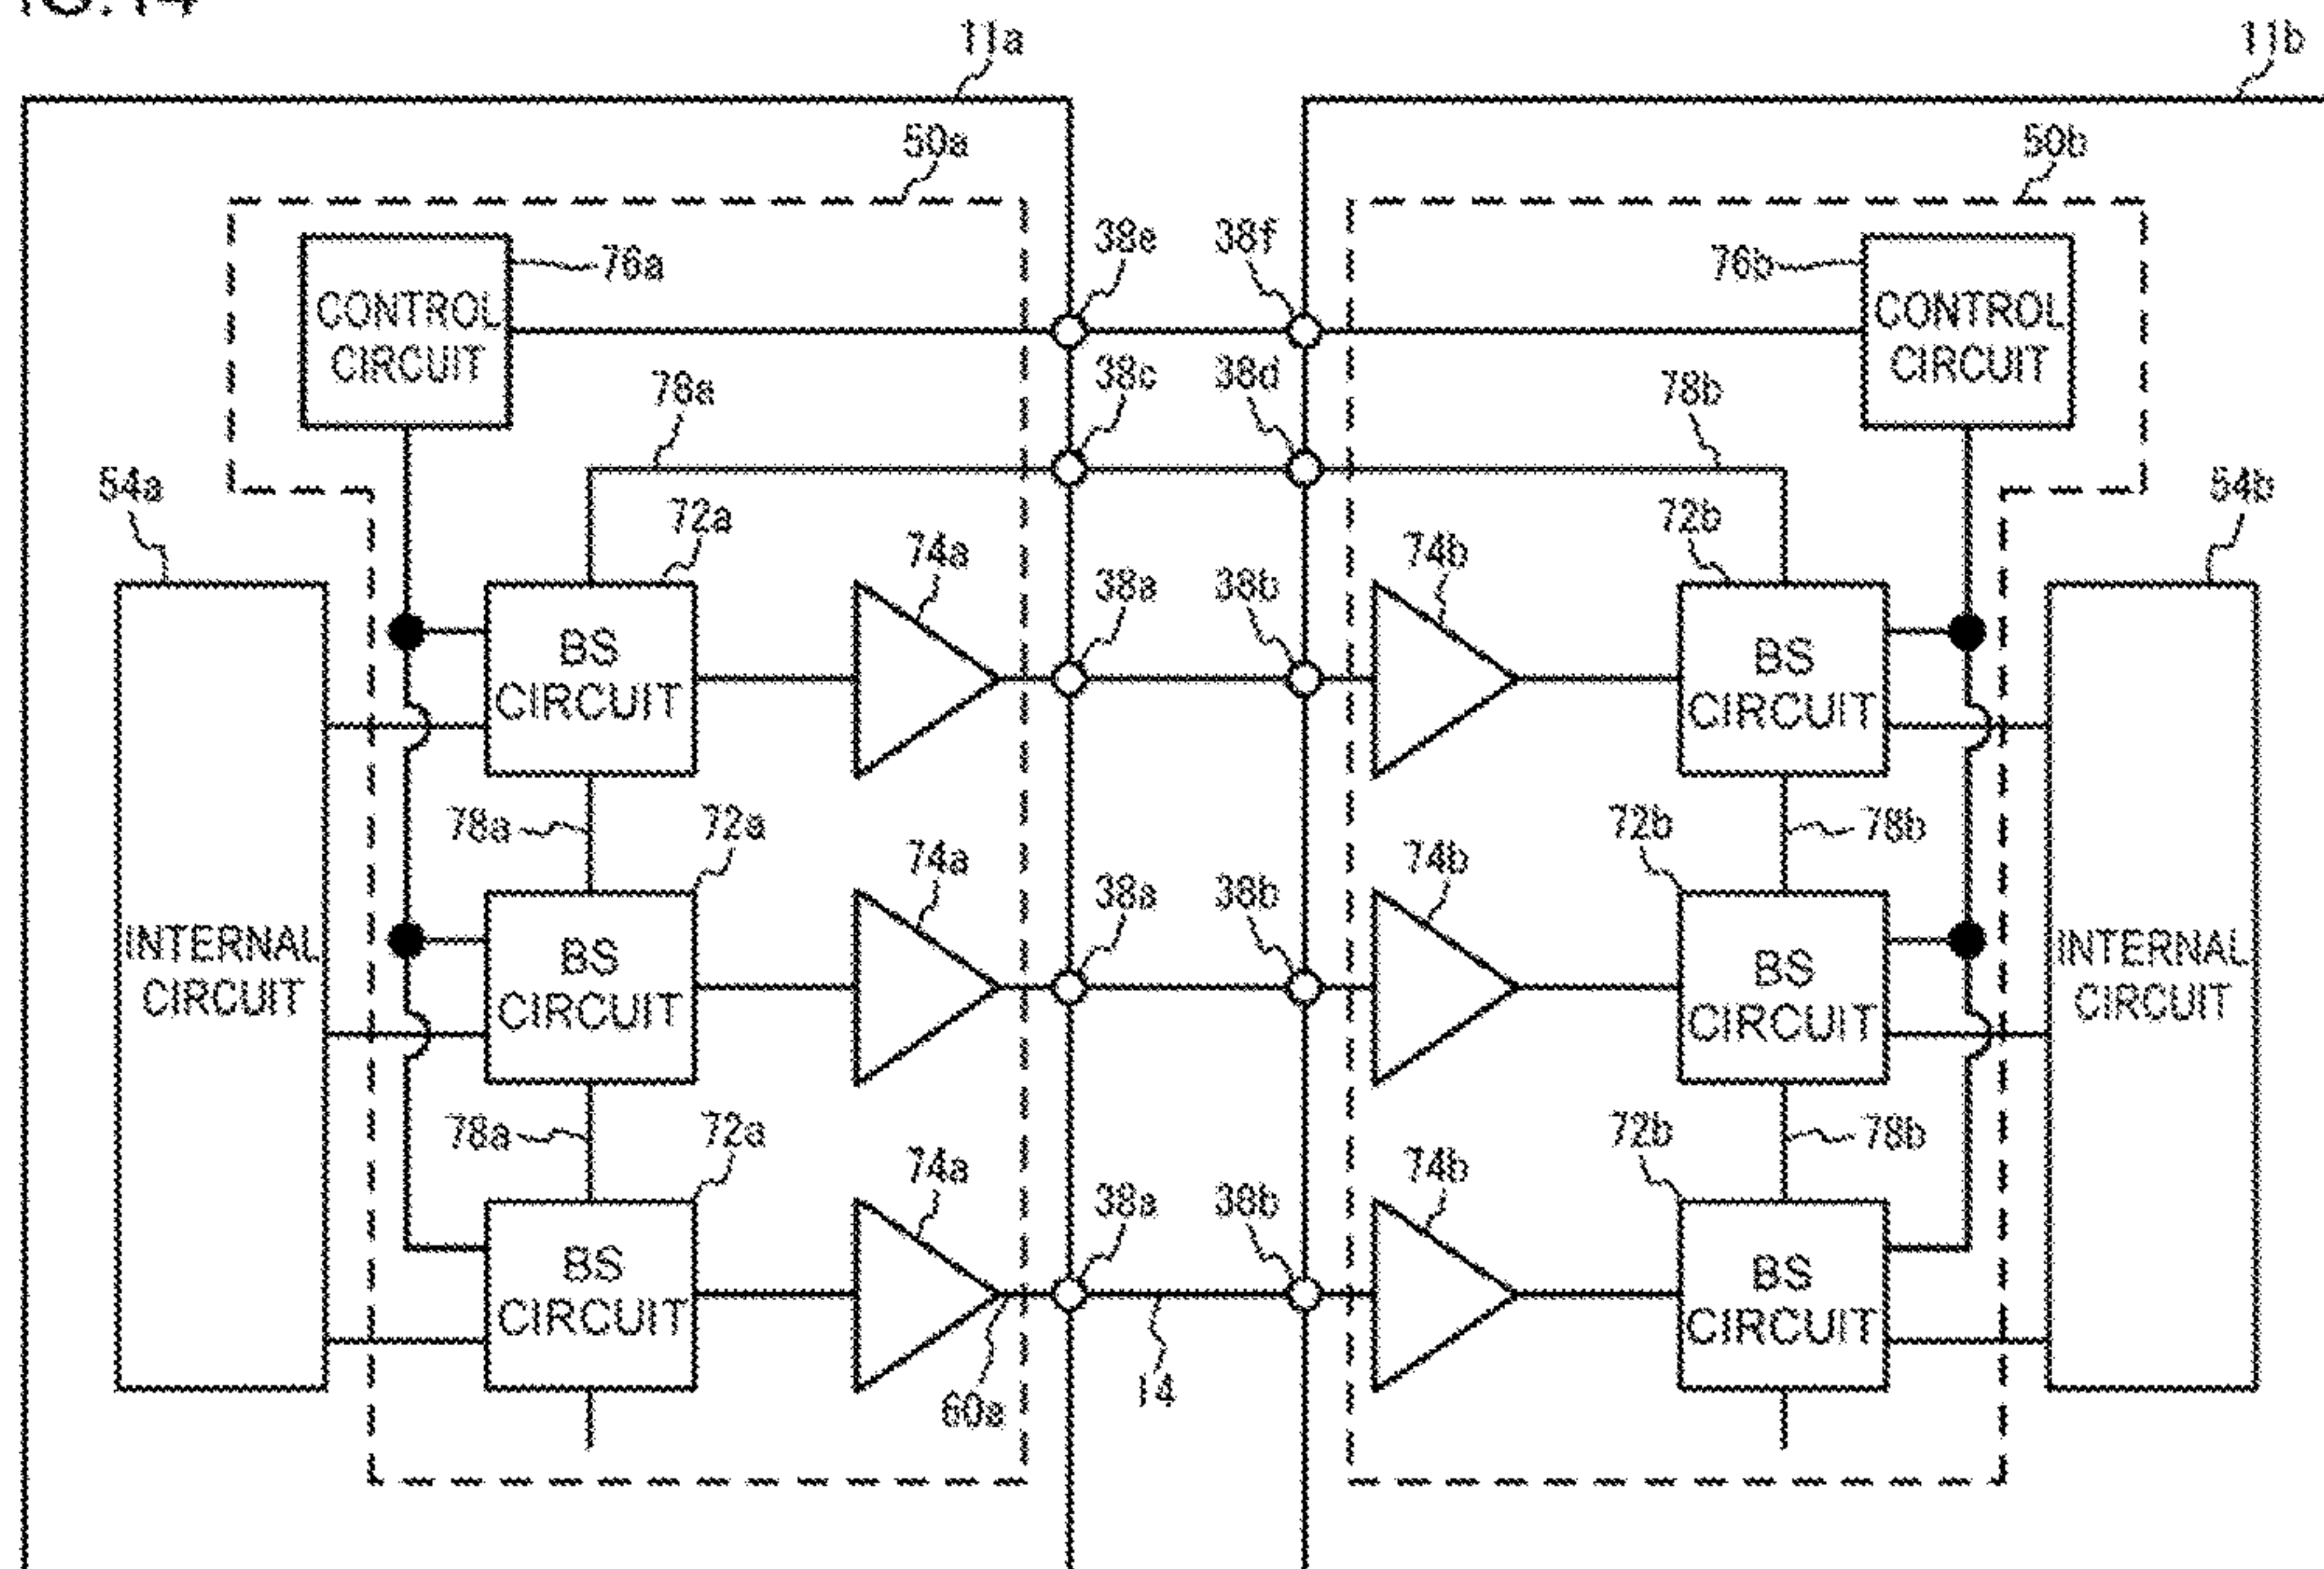 11a
11b
50a
50b
38e
38f
76a
76b
CONTROL
CIRCUIT
CONTROL
CIRCUIT
38c
38d
78a
78b
54a
54b
72a
72b
74a
74b
38a
38b
BS
CIRCUIT
BS
CIRCUIT
78a
72a
72b
78b
74a
74b
38a
38b
INTERNAL
CIRCUIT
BS
CIRCUIT
BS
CIRCUIT
INTERNAL
CIRCUIT
78a
72a
72b
78b
74a
74b
38a
38b
BS
CIRCUIT
BS
CIRCUIT
60a
14